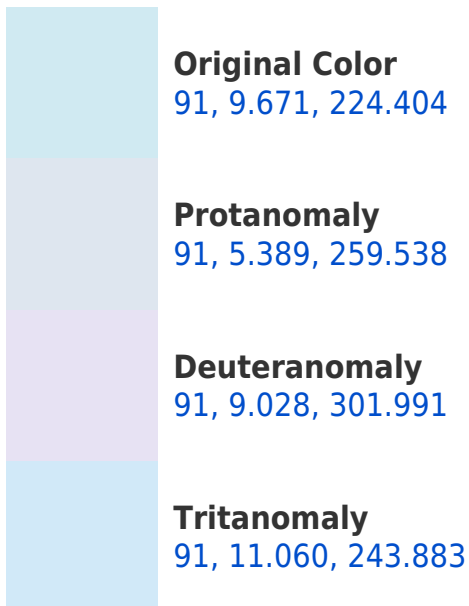 Original Color
91, 9.671, 224.404
Protanomaly
91, 5.389, 259.538
Deuteranomaly
91, 9.028, 301.991
Tritanomaly
91, 11.060, 243.883